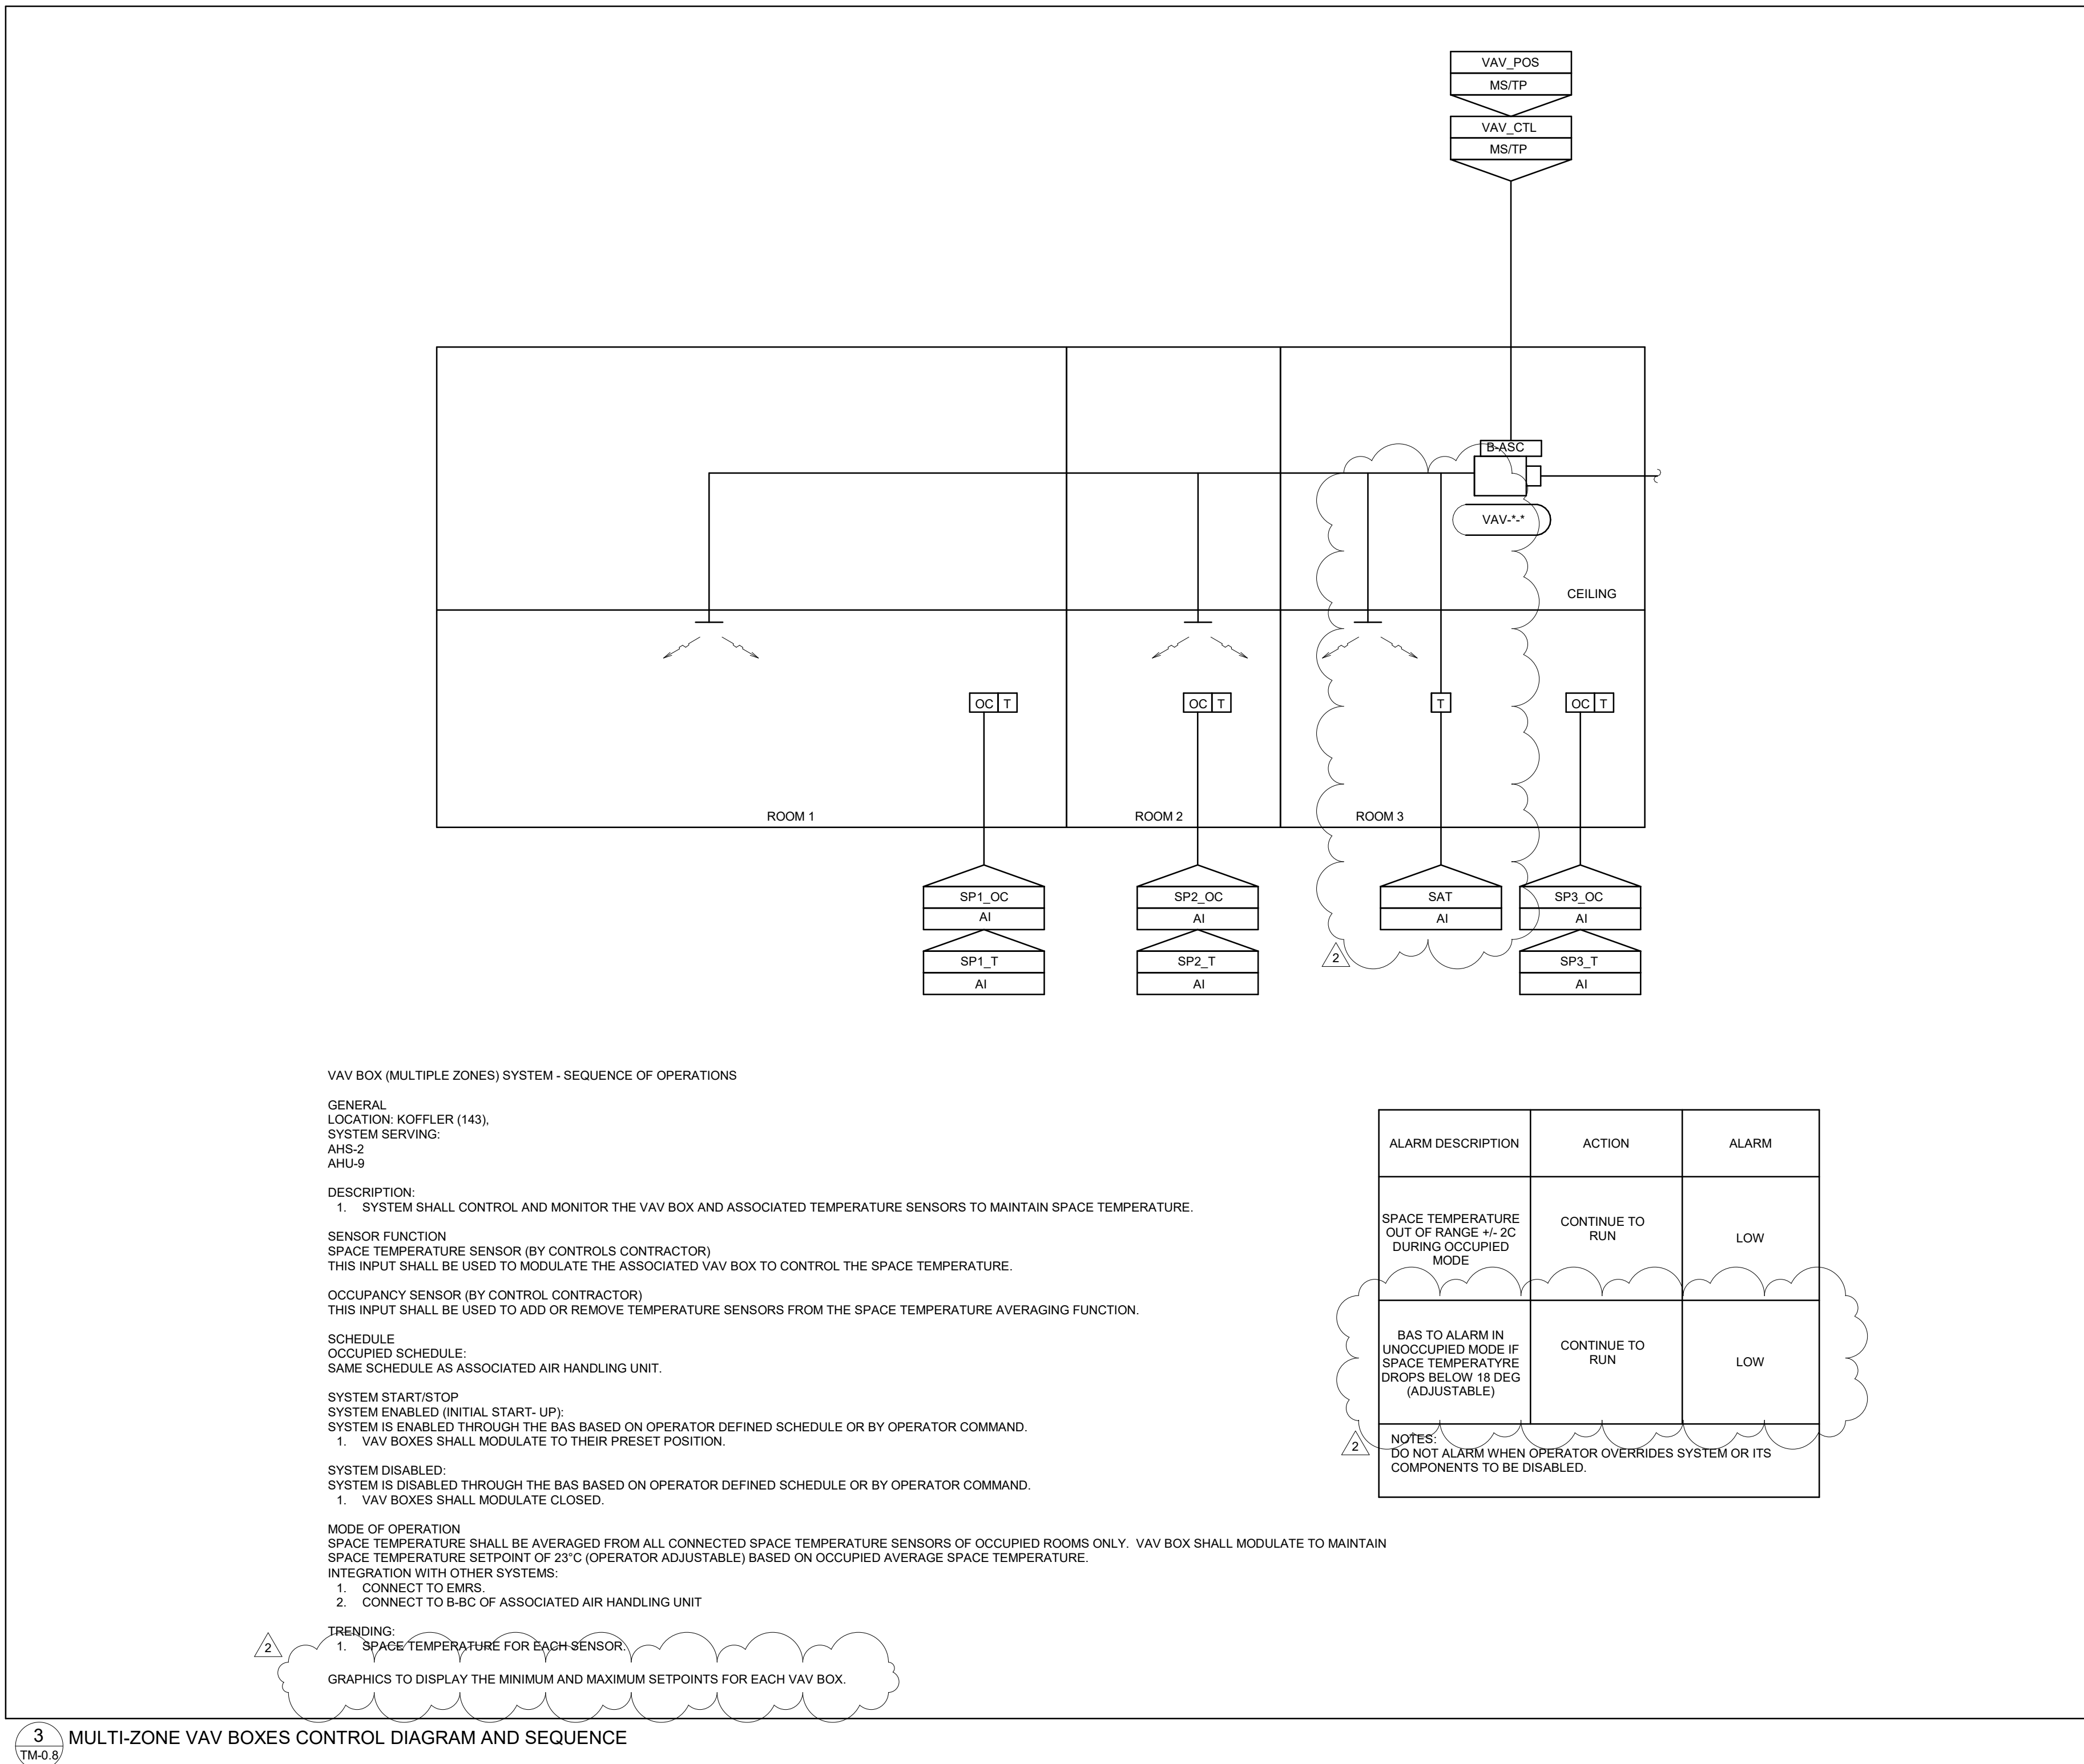 VAV_POS
MS/TP
VAV_CTL
MS/TP
B-ASC
VAV-*-*
CEILING
OC T
OC T
T
OC T
ROOM 1
ROOM 2
ROOM 3
SP1_OC
AI
SP1_T
AI
SP2_OC
AI
SP2_T
AI
SAT
AI
SP3_OC
AI
SP3_T
AI
2
VAV BOX (MULTIPLE ZONES) SYSTEM - SEQUENCE OF OPERATIONS
GENERAL
LOCATION: KOFFLER (143),
SYSTEM SERVING:
AHS-2
AHU-9
DESCRIPTION:
1. SYSTEM SHALL CONTROL AND MONITOR THE VAV BOX AND ASSOCIATED TEMPERATURE SENSORS TO MAINTAIN SPACE TEMPERATURE.
SENSOR FUNCTION
SPACE TEMPERATURE SENSOR (BY CONTROLS CONTRACTOR)
THIS INPUT SHALL BE USED TO MODULATE THE ASSOCIATED VAV BOX TO CONTROL THE SPACE TEMPERATURE.
OCCUPANCY SENSOR (BY CONTROL CONTRACTOR)
THIS INPUT SHALL BE USED TO ADD OR REMOVE TEMPERATURE SENSORS FROM THE SPACE TEMPERATURE AVERAGING FUNCTION.
SCHEDULE
OCCUPIED SCHEDULE:
SAME SCHEDULE AS ASSOCIATED AIR HANDLING UNIT.
SYSTEM START/STOP
SYSTEM ENABLED (INITIAL START- UP):
SYSTEM IS ENABLED THROUGH THE BAS BASED ON OPERATOR DEFINED SCHEDULE OR BY OPERATOR COMMAND.
1. VAV BOXES SHALL MODULATE TO THEIR PRESET POSITION.
SYSTEM DISABLED:
SYSTEM IS DISABLED THROUGH THE BAS BASED ON OPERATOR DEFINED SCHEDULE OR BY OPERATOR COMMAND.
1. VAV BOXES SHALL MODULATE CLOSED.
MODE OF OPERATION
SPACE TEMPERATURE SHALL BE AVERAGED FROM ALL CONNECTED SPACE TEMPERATURE SENSORS OF OCCUPIED ROOMS ONLY. VAV BOX SHALL MODULATE TO MAINTAIN
SPACE TEMPERATURE SETPOINT OF 23°C (OPERATOR ADJUSTABLE) BASED ON OCCUPIED AVERAGE SPACE TEMPERATURE.
INTEGRATION WITH OTHER SYSTEMS:
1. CONNECT TO EMRS.
2. CONNECT TO B-BC OF ASSOCIATED AIR HANDLING UNIT
TRENDING:
1. SPACE TEMPERATURE FOR EACH SENSOR.
2
GRAPHICS TO DISPLAY THE MINIMUM AND MAXIMUM SETPOINTS FOR EACH VAV BOX.
ALARM DESCRIPTION
ACTION
ALARM
SPACE TEMPERATURE
OUT OF RANGE +/- 2C
DURING OCCUPIED
MODE
CONTINUE TO
RUN
LOW
BAS TO ALARM IN
UNOCCUPIED MODE IF
SPACE TEMPERATYRE
DROPS BELOW 18 DEG
(ADJUSTABLE)
CONTINUE TO
RUN
LOW
2
NOTES:
DO NOT ALARM WHEN OPERATOR OVERRIDES SYSTEM OR ITS
COMPONENTS TO BE DISABLED.
3
TM-0.8
MULTI-ZONE VAV BOXES CONTROL DIAGRAM AND SEQUENCE